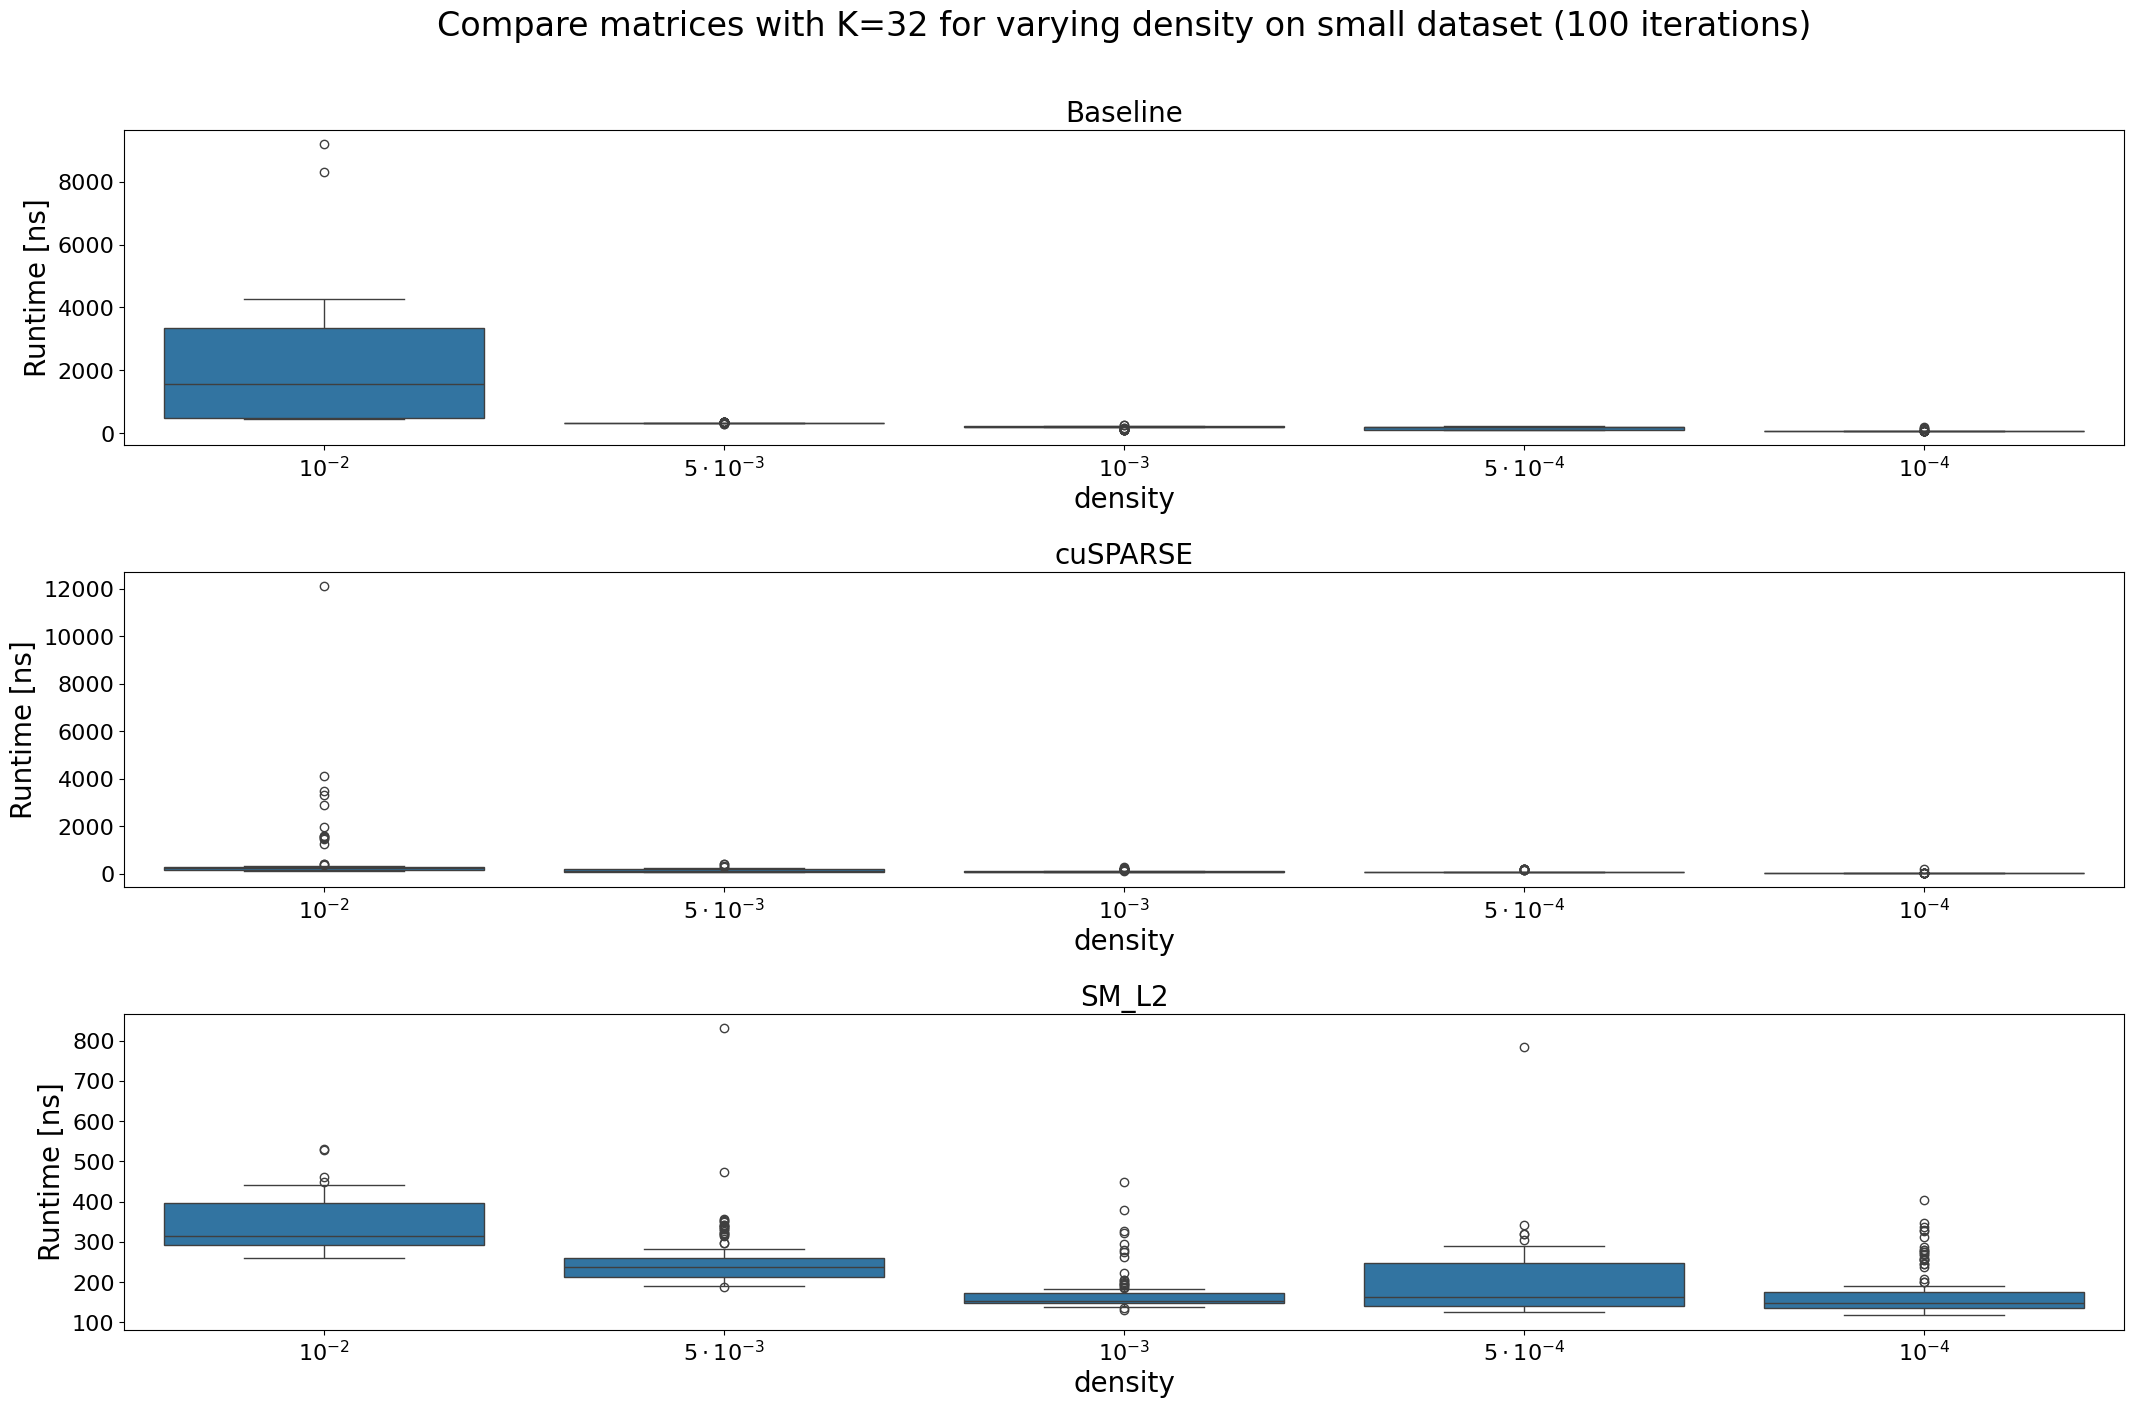 Compare matrices with K=32 for varying density on small dataset (100 iterations)
Baseline
Runtime [ns]
8000
6000
4000
2000
0
10⁻² 5·10⁻³ 10⁻³ 5·10⁻⁴ 10⁻⁴
density
cuSPARSE
Runtime [ns]
12000
10000
8000
6000
4000
2000
0
10⁻² 5·10⁻³ 10⁻³ 5·10⁻⁴ 10⁻⁴
density
SM_L2
Runtime [ns]
800
700
600
500
400
300
200
100
10⁻² 5·10⁻³ 10⁻³ 5·10⁻⁴ 10⁻⁴
density